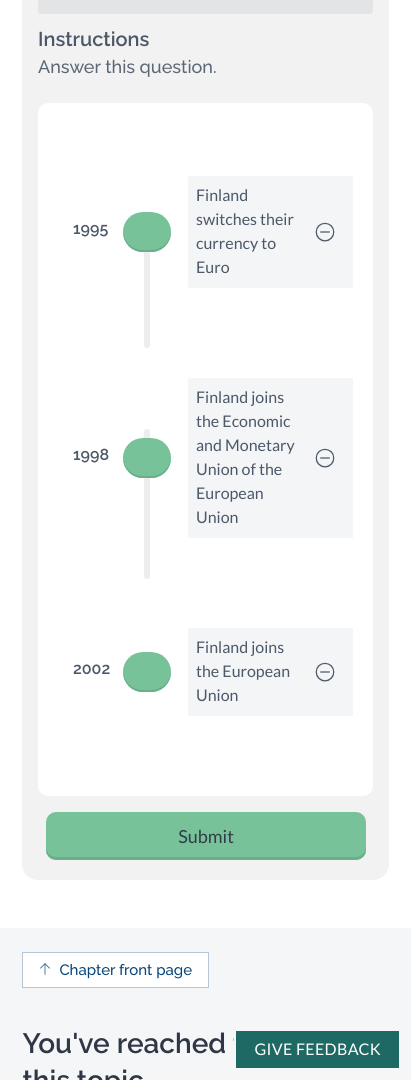 Instructions
Answer this question.
1995
Finland
switches their
currency to
Euro
1998
Finland joins
the Economic
and Monetary
Union of the
European
Union
2002
Finland joins
the European
Union
Submit
↑ Chapter front page
You've reached
GIVE FEEDBACK
this topic